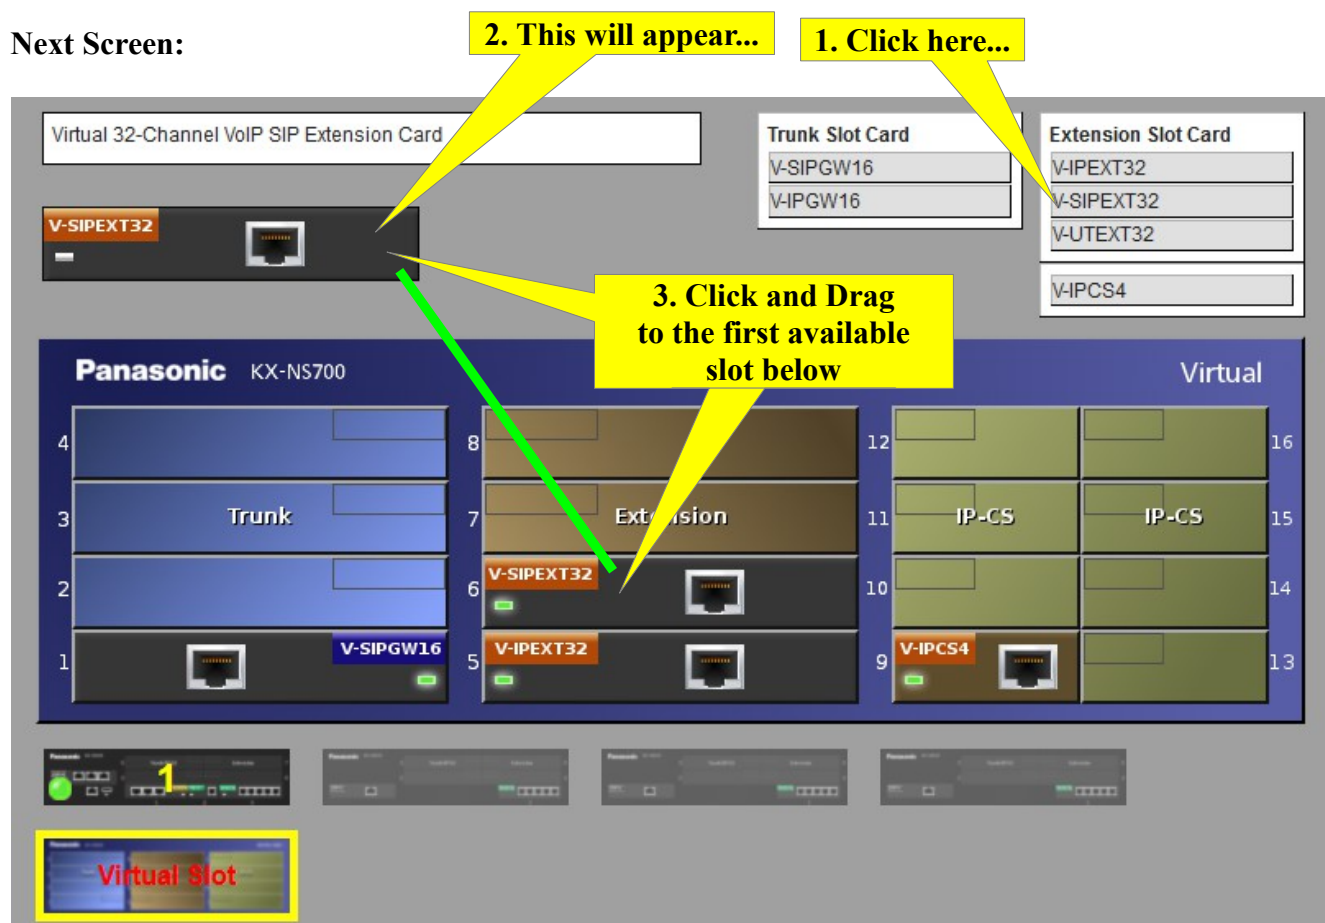 Next Screen:
2. This will appear...
1. Click here...
Virtual 32-Channel VoIP SIP Extension Card
Trunk Slot Card
V-SIPGW16
V-IPGW16
Extension Slot Card
V-IPEXT32
V-SIPEXT32
V-UTEXT32
V-IPCS4
V-SIPEXT32
3. Click and Drag
to the first available
slot below
Panasonic KX-NS700
Virtual
4
8
12
16
3
Trunk
7
Extension
11
IP-CS
IP-CS
15
2
6
V-SIPEXT32
10
14
1
V-SIPGW16
5
V-IPEXT32
9
V-IPCS4
13
1
Virtual Slot